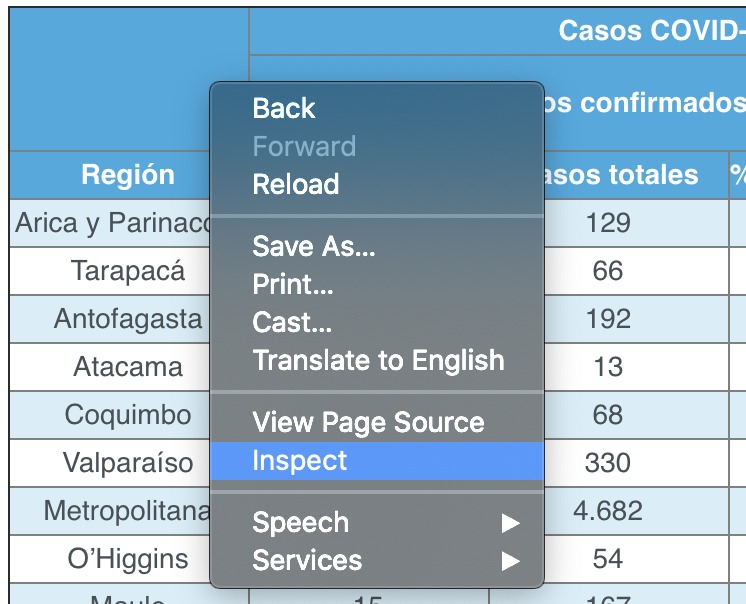 Casos COVID-
os confirmados
Región
asos totales
%
Arica y Parinaco
129
Tarapacá
66
Antofagasta
192
Atacama
13
Coquimbo
68
Valparaíso
330
Metropolitana
4.682
O’Higgins
54
Maule
15
167
Back
Forward
Reload
Save As...
Print...
Cast...
Translate to English
View Page Source
Inspect
Speech
Services